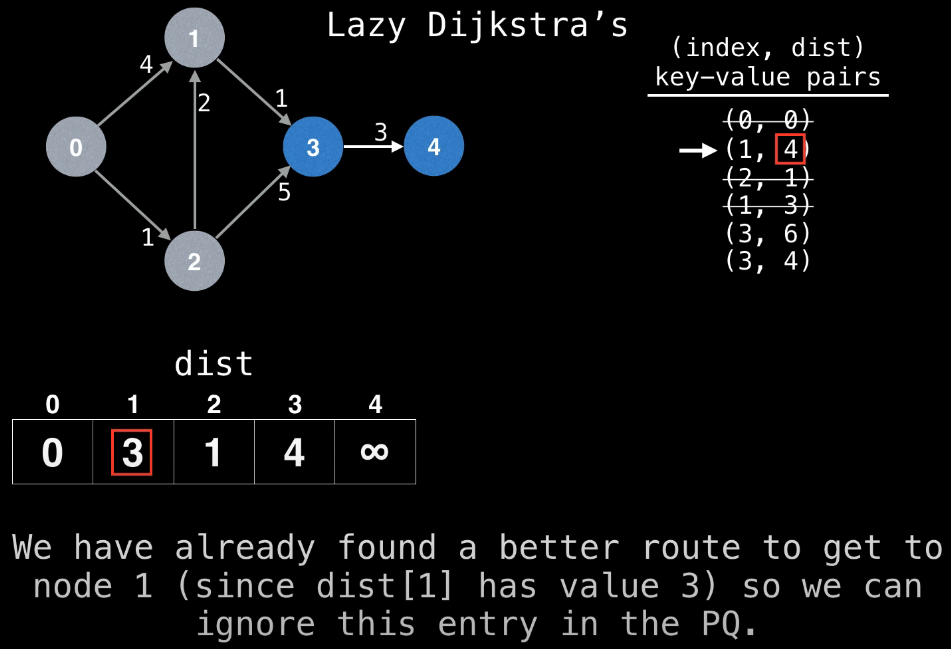 Lazy Dijkstra's
(index, dist)
key-value pairs
(0, 0)
(1, 4)
(2, 1)
(1, 3)
(3, 6)
(3, 4)
1
4
1
2
0
3
3
4
5
1
2
dist
0 1 2 3 4
0 3 1 4 ∞
We have already found a better route to get to
node 1 (since dist[1] has value 3) so we can
ignore this entry in the PQ.